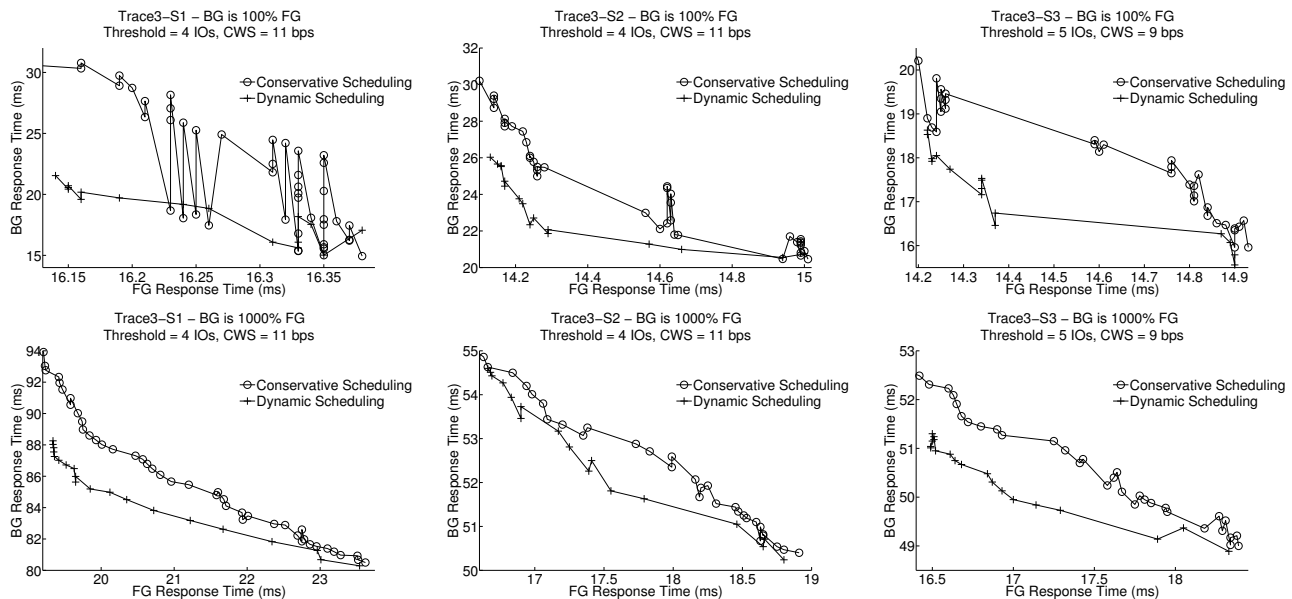 Trace3−S1 − BG is 100% FG
Threshold = 4 IOs, CWS = 11 bps
BG Response Time (ms)
30
25
20
15
Conservative Scheduling
Dynamic Scheduling
16.15
16.2
16.25
16.3
16.35
FG Response Time (ms)
Trace3−S2 − BG is 100% FG
Threshold = 4 IOs, CWS = 11 bps
BG Response Time (ms)
32
30
28
26
24
22
20
Conservative Scheduling
Dynamic Scheduling
14.2
14.4
14.6
14.8
15
FG Response Time (ms)
Trace3−S3 − BG is 100% FG
Threshold = 5 IOs, CWS = 9 bps
BG Response Time (ms)
20
19
18
17
16
Conservative Scheduling
Dynamic Scheduling
14.2
14.3
14.4
14.5
14.6
14.7
14.8
14.9
FG Response Time (ms)
Trace3−S1 − BG is 1000% FG
Threshold = 4 IOs, CWS = 11 bps
BG Response Time (ms)
94
92
90
88
86
84
82
80
Conservative Scheduling
Dynamic Scheduling
20
21
22
23
FG Response Time (ms)
Trace3−S2 − BG is 1000% FG
Threshold = 4 IOs, CWS = 11 bps
BG Response Time (ms)
55
54
53
52
51
50
Conservative Scheduling
Dynamic Scheduling
17
17.5
18
18.5
19
FG Response Time (ms)
Trace3−S3 − BG is 1000% FG
Threshold = 5 IOs, CWS = 9 bps
BG Response Time (ms)
53
52
51
50
49
Conservative Scheduling
Dynamic Scheduling
16.5
17
17.5
18
FG Response Time (ms)